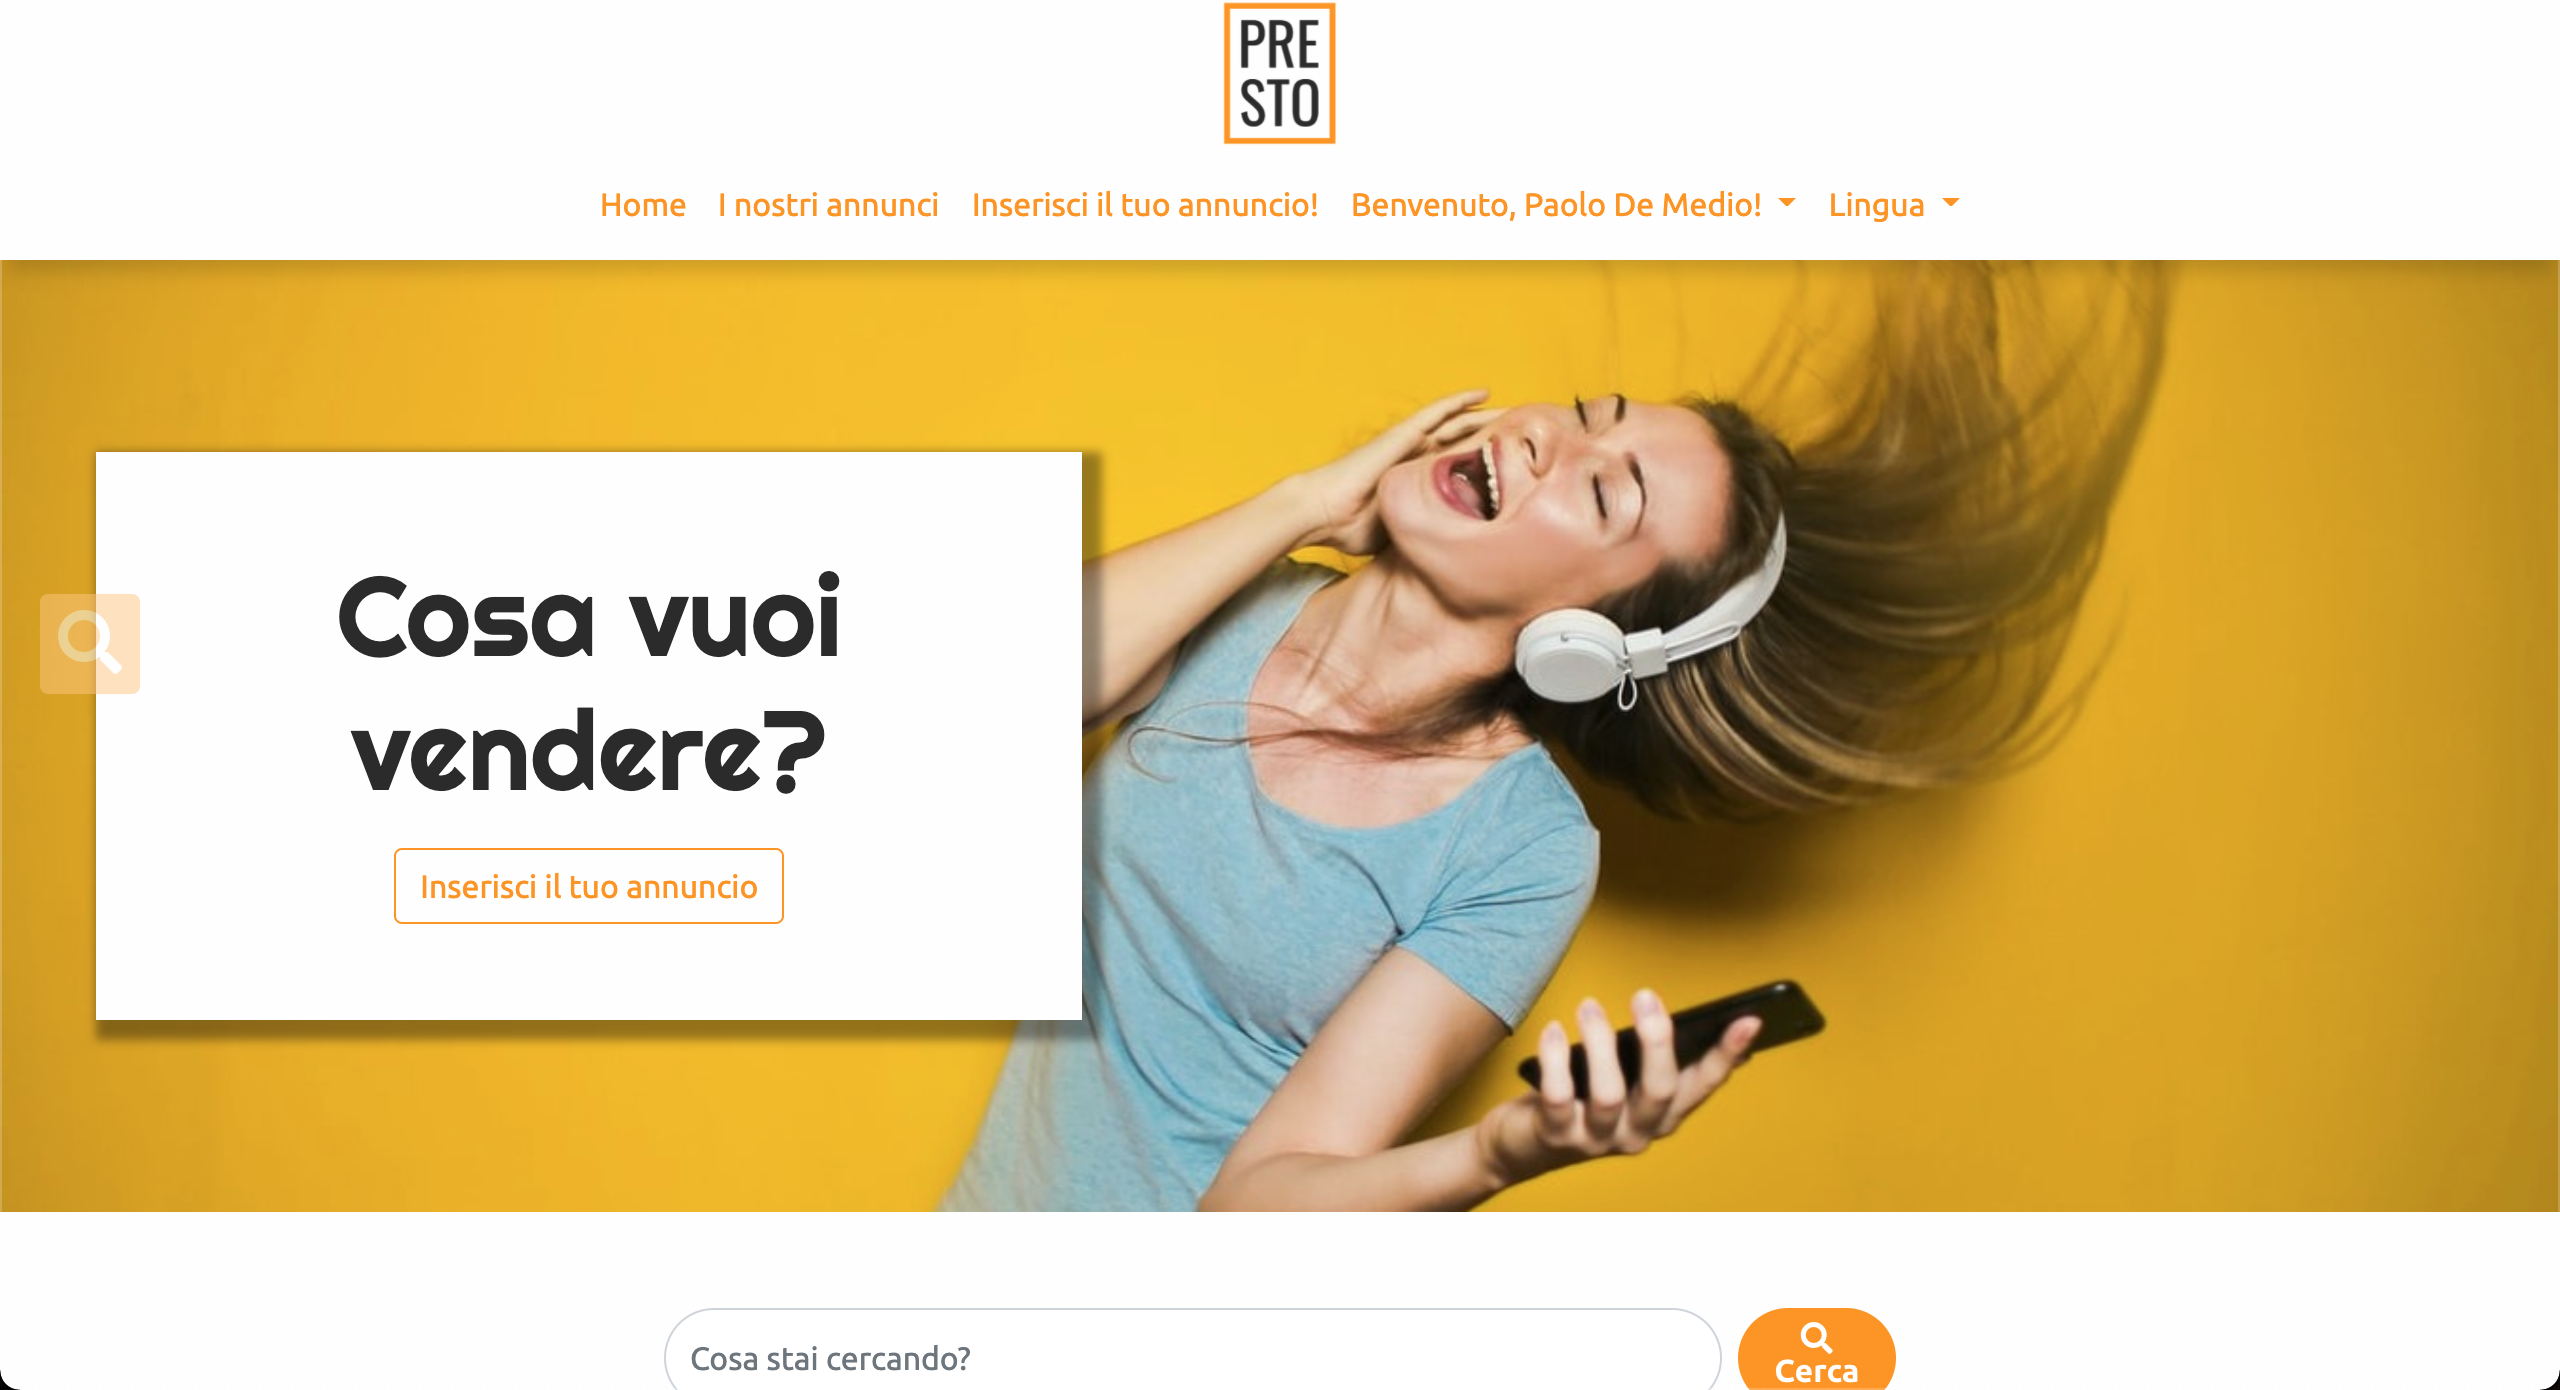 PRE
STO
Home I nostri annunci Inserisci il tuo annuncio! Benvenuto, Paolo De Medio! Lingua
Cosa vuoi
vendere?
Inserisci il tuo annuncio
Cosa stai cercando?
Cerca